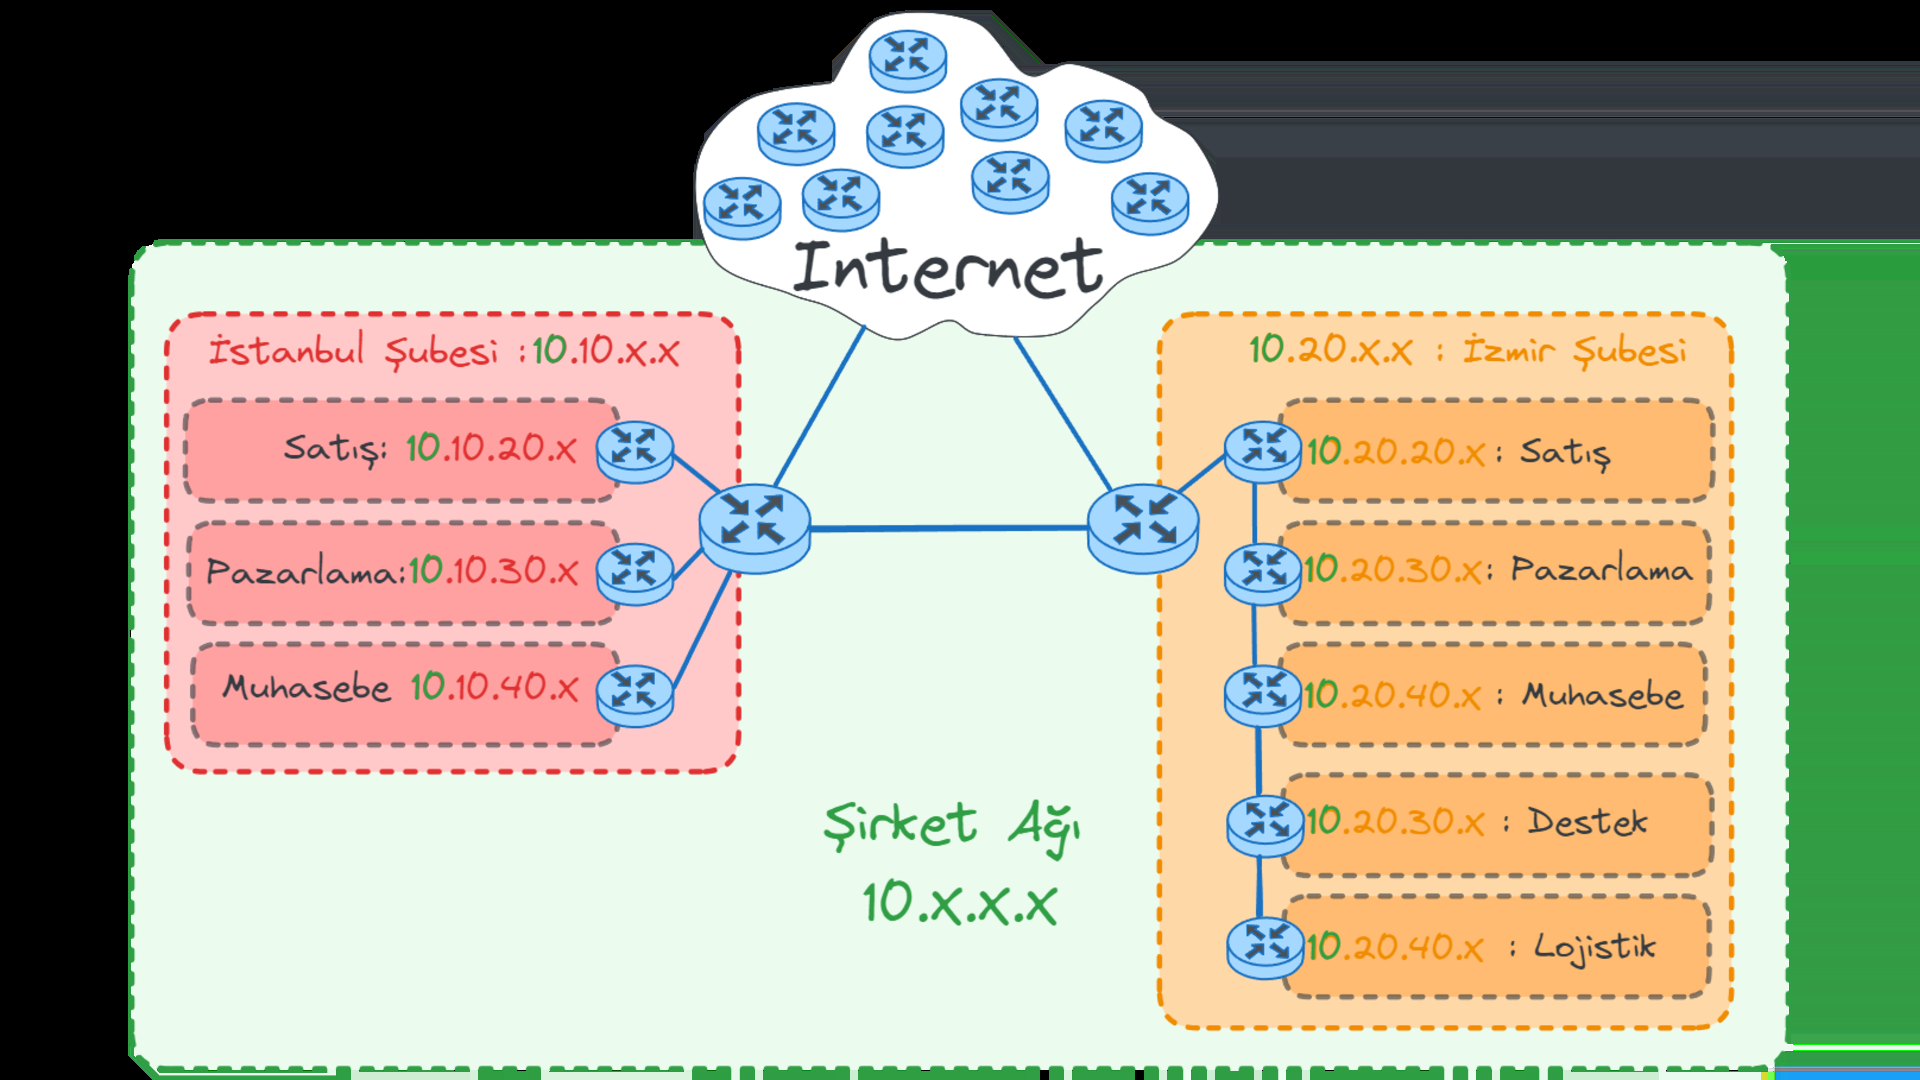 Internet
İstanbul Şubesi :10.10.x.x
Satış: 10.10.20.x
Pazarlama:10.10.30.x
Muhasebe 10.10.40.x
10.20.x.x : İzmir Şubesi
10.20.20.x : Satış
10.20.30.x: Pazarlama
10.20.40.x : Muhasebe
10.20.30.x : Destek
10.20.40.x : Lojistik
Şirket Ağı
10.x.x.x